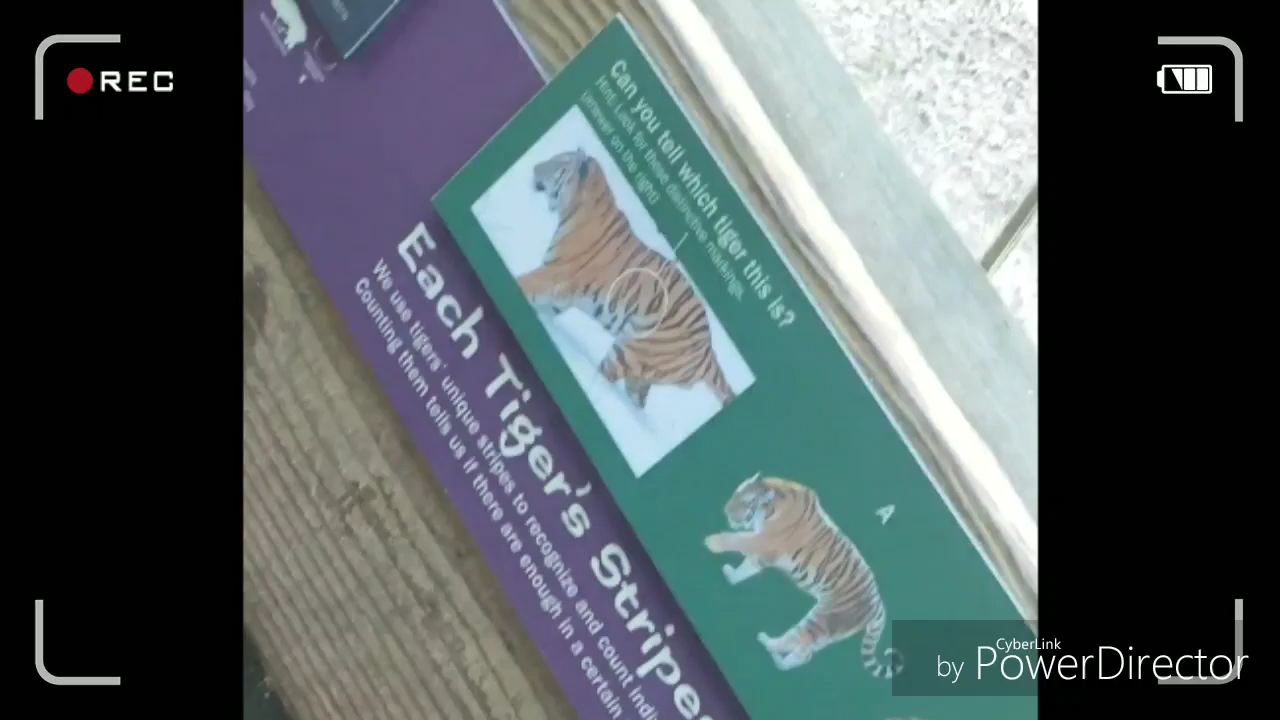 REC
Can you tell which tiger this is?
Hint: Look for these distinctive markings.
(answer on the right)
A
Each Tiger's Stripes
We use tigers' unique stripes to recognize and count
Counting them tells us if there are enough in a certain
CyberLink
by PowerDirector